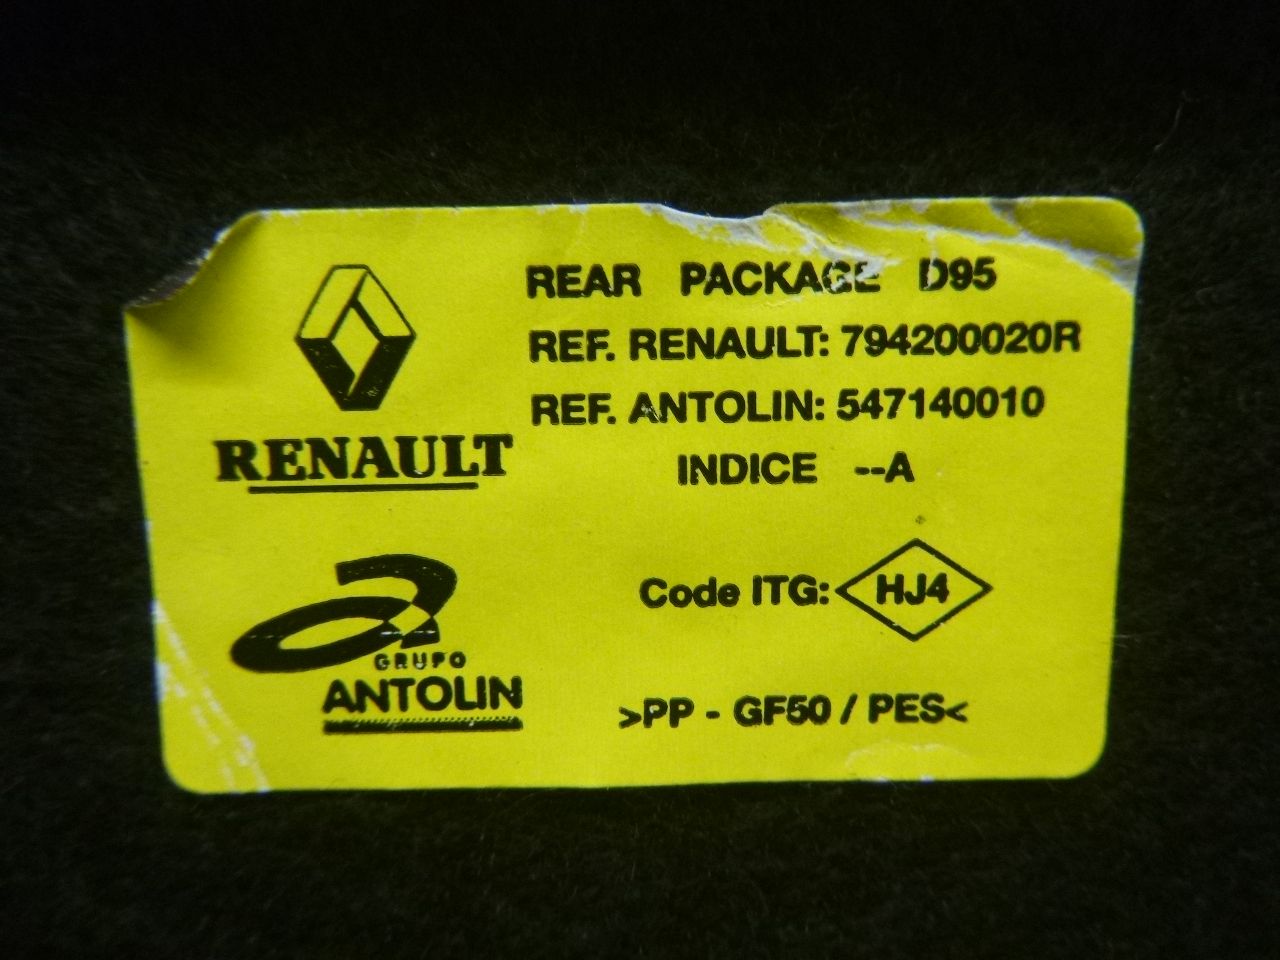 REAR PACKAGE D95
REF. RENAULT: 794200020R
REF. ANTOLIN: 547140010
INDICE --A
RENAULT
Code ITG: HJ4
GRUPO
ANTOLIN
>PP - GF50 / PES<